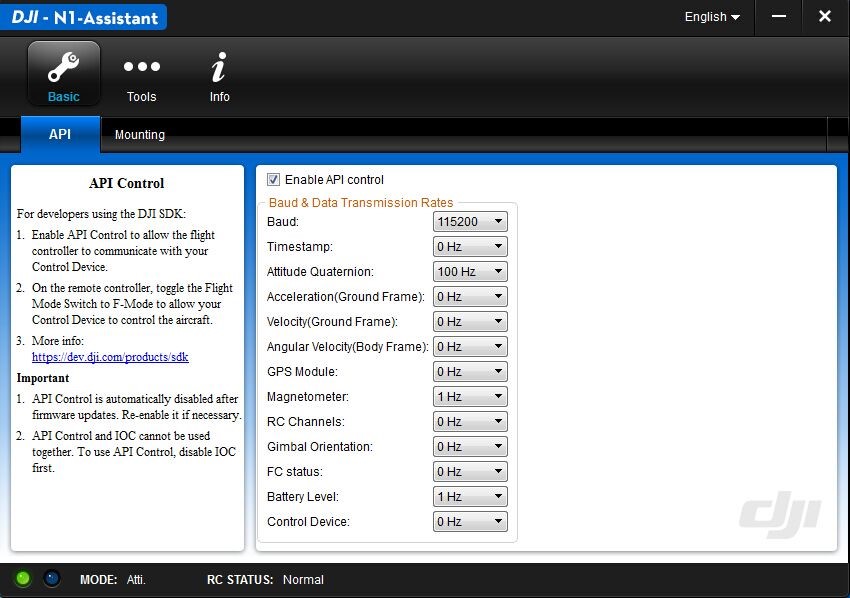 DJI - N1-Assistant
English
Basic
Tools
Info
API
Mounting
API Control
For developers using the DJI SDK:
1. Enable API Control to allow the flight
controller to communicate with your
Control Device.
2. On the remote controller, toggle the Flight
Mode Switch to F-Mode to allow your
Control Device to control the aircraft.
3. More info:
https://dev.dji.com/products/sdk
Important
1. API Control is automatically disabled after
firmware updates. Re-enable it if necessary.
2. API Control and IOC cannot be used
together. To use API Control, disable IOC
first.
Enable API control
Baud & Data Transmission Rates
Baud: 115200
Timestamp: 0 Hz
Attitude Quaternion: 100 Hz
Acceleration(Ground Frame): 0 Hz
Velocity(Ground Frame): 0 Hz
Angular Velocity(Body Frame): 0 Hz
GPS Module: 0 Hz
Magnetometer: 1 Hz
RC Channels: 0 Hz
Gimbal Orientation: 0 Hz
FC status: 0 Hz
Battery Level: 1 Hz
Control Device: 0 Hz
dji
MODE: Atti. RC STATUS: Normal